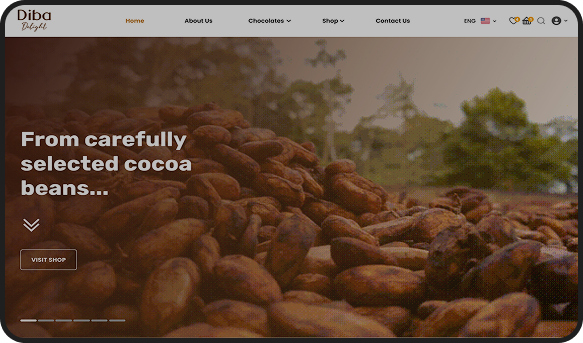 Diba
Delight
Home
About Us
Chocolates
Shop
Contact Us
ENG
From carefully
selected cocoa
beans...
VISIT SHOP